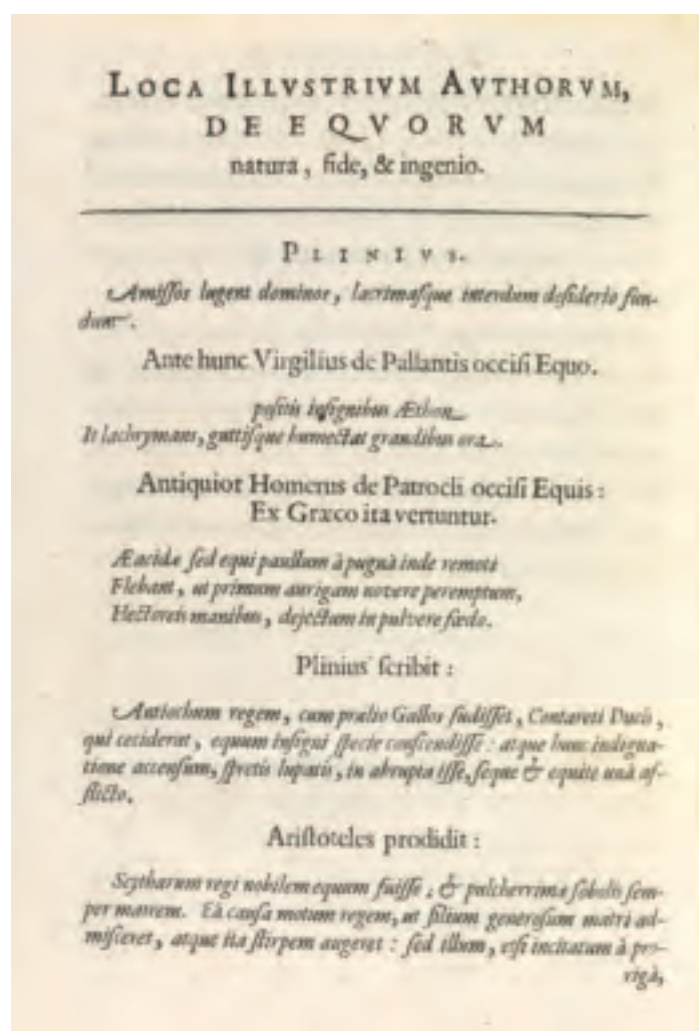 LOCA ILLVSTRIVM AVTHORVM,
DE EQVORVM
natura, fide, & ingenio.
PLINIVS.
Amiſſos lugent dominos, lacrimaſque interdum deſiderio fun-
dunt.
Ante hunc Virgilius de Pallantis occiſi Equo.
poſitis inſignibus Æthon
It lachrymans, guttiſque humectat grandibus ora.
Antiquior Homerus de Patrocli occiſi Equis:
Ex Græco ita vertuntur.
Æacidæ ſed equi paullum à pugnâ inde remoti
Flebant, ut primum aurigam novere peremptum,
Hectoreis manibus, dejectum in pulvere fœdo.
Plinius ſcribit:
Antiochum regem, cum prælio Gallos fudiſſet, Contareti Ducis,
qui ceciderat, equum inſigni ſpecie conſcendiſſe: atque hunc indigna-
tione accenſum, ſpretis lupatis, in abrupta iſſe, ſeque & equite unà af-
flicto.
Ariſtoteles prodidit:
Scytharum regi nobilem equum fuiſſe, & pulcherrimæ ſobolis ſem-
per matrem. Eâ cauſa motum regem, ut filium generoſum matri ad-
miſceret, atque ita ſtirpem augeret: ſed illum, etſi incitatum à pro-
rigâ,